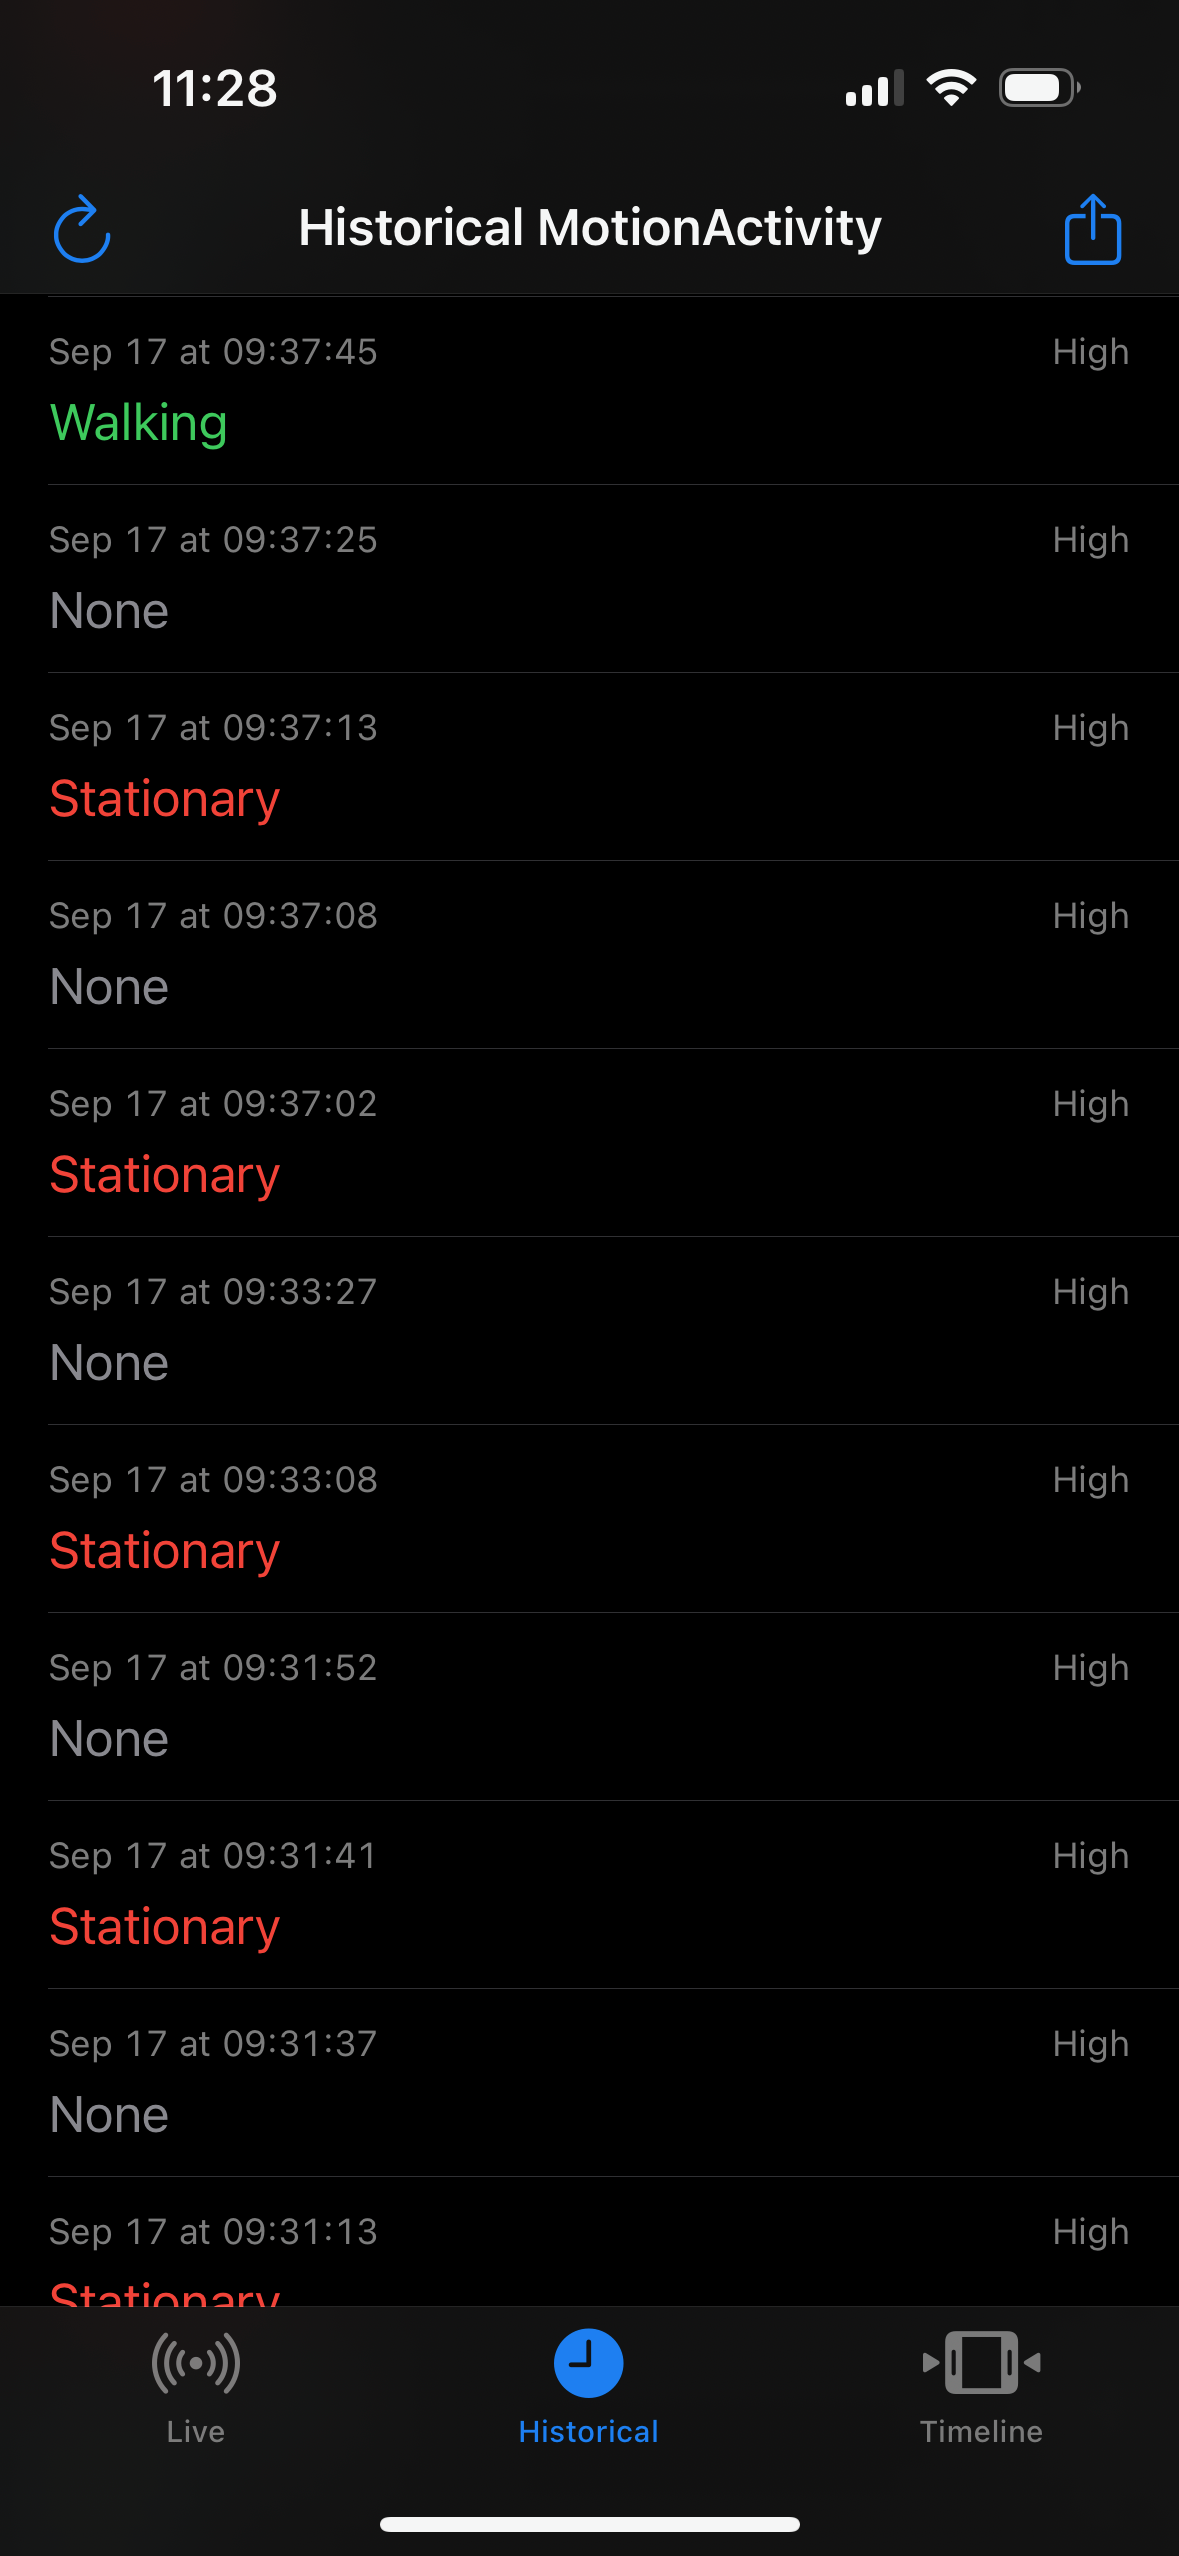 11:28
Historical MotionActivity
Sep 17 at 09:37:45 High
Walking
Sep 17 at 09:37:25 High
None
Sep 17 at 09:37:13 High
Stationary
Sep 17 at 09:37:08 High
None
Sep 17 at 09:37:02 High
Stationary
Sep 17 at 09:33:27 High
None
Sep 17 at 09:33:08 High
Stationary
Sep 17 at 09:31:52 High
None
Sep 17 at 09:31:41 High
Stationary
Sep 17 at 09:31:37 High
None
Sep 17 at 09:31:13 High
Stationary
Live Historical Timeline